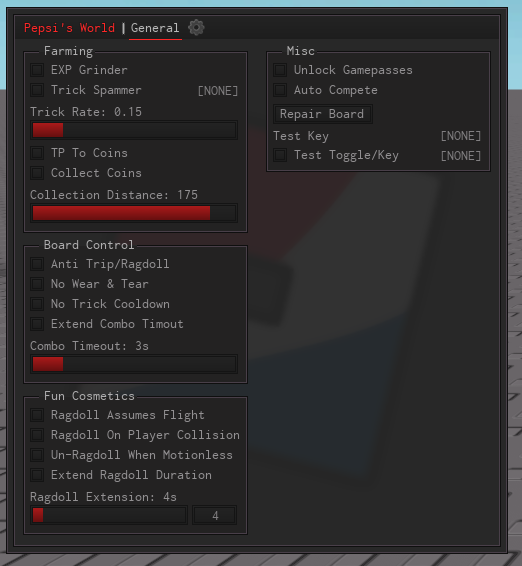 Pepsi's World | General
Farming
EXP Grinder
Trick Spammer [NONE]
Trick Rate: 0.15
TP To Coins
Collect Coins
Collection Distance: 175
Board Control
Anti Trip/Ragdoll
No Wear & Tear
No Trick Cooldown
Extend Combo Timout
Combo Timeout: 3s
Fun Cosmetics
Ragdoll Assumes Flight
Ragdoll On Player Collision
Un-Ragdoll When Motionless
Extend Ragdoll Duration
Ragdoll Extension: 4s
4
Misc
Unlock Gamepasses
Auto Compete
Repair Board
Test Key [NONE]
Test Toggle/Key [NONE]